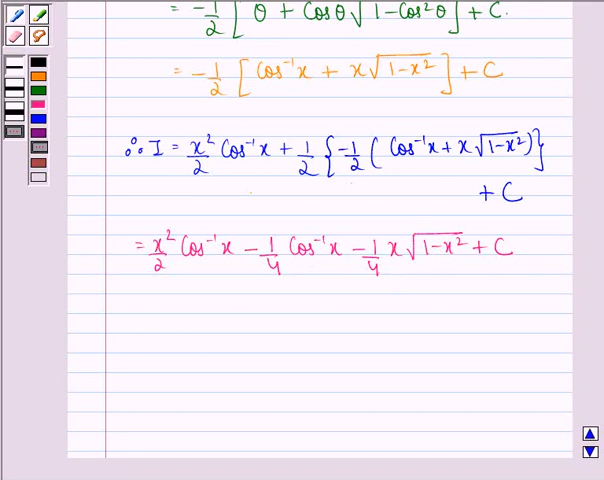 = -1/2 [ θ + Cosθ √(1-Cos²θ) ] + C.
= -1/2 [ Cos⁻¹x + x√(1-x²) ] + C
∴ I = x²/2 Cos⁻¹x + 1/2 { -1/2 ( Cos⁻¹x + x√(1-x²) ) }
+ C
= x²/2 Cos⁻¹x - 1/4 Cos⁻¹x - 1/4 x√(1-x²) + C